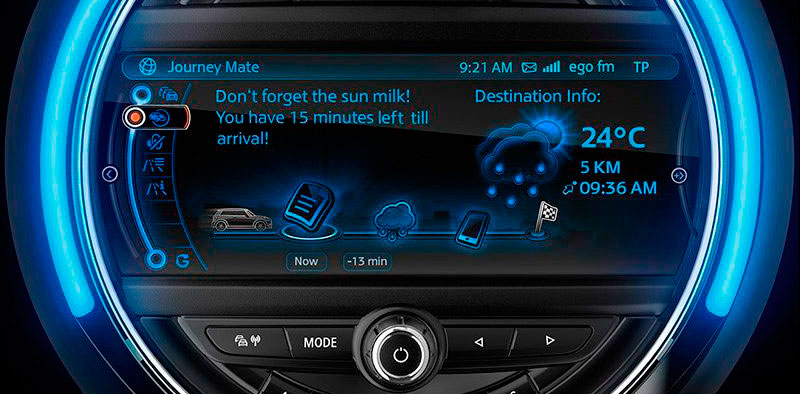 Journey Mate
9:21 AM
ego fm
TP
Don't forget the sun milk!
You have 15 minutes left till
arrival!
Destination Info:
24°C
5 KM
09:36 AM
Now
-13 min
MODE